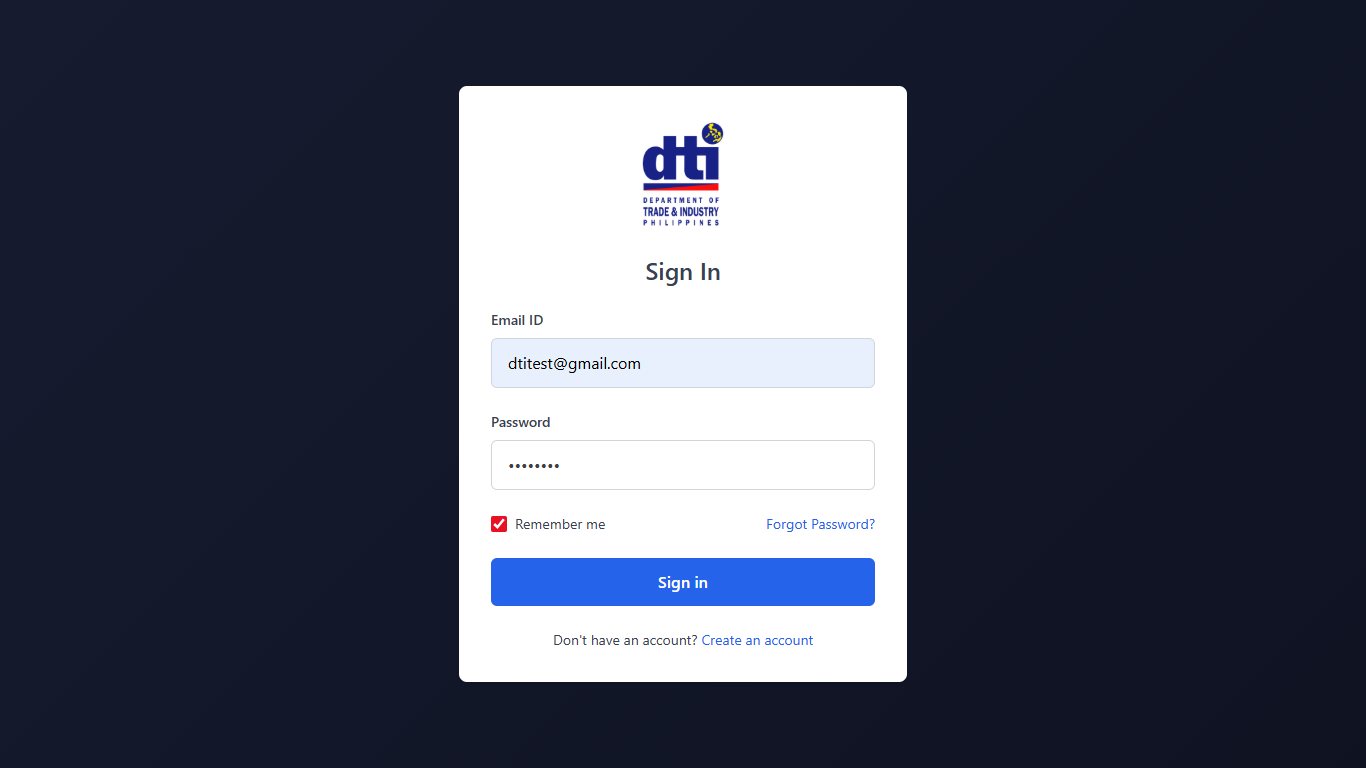 dti
DEPARTMENT OF
TRADE & INDUSTRY
PHILIPPINES
Sign In
Email ID
dtitest@gmail.com
Password
••••••••
Remember me
Forgot Password?
Sign in
Don't have an account? Create an account